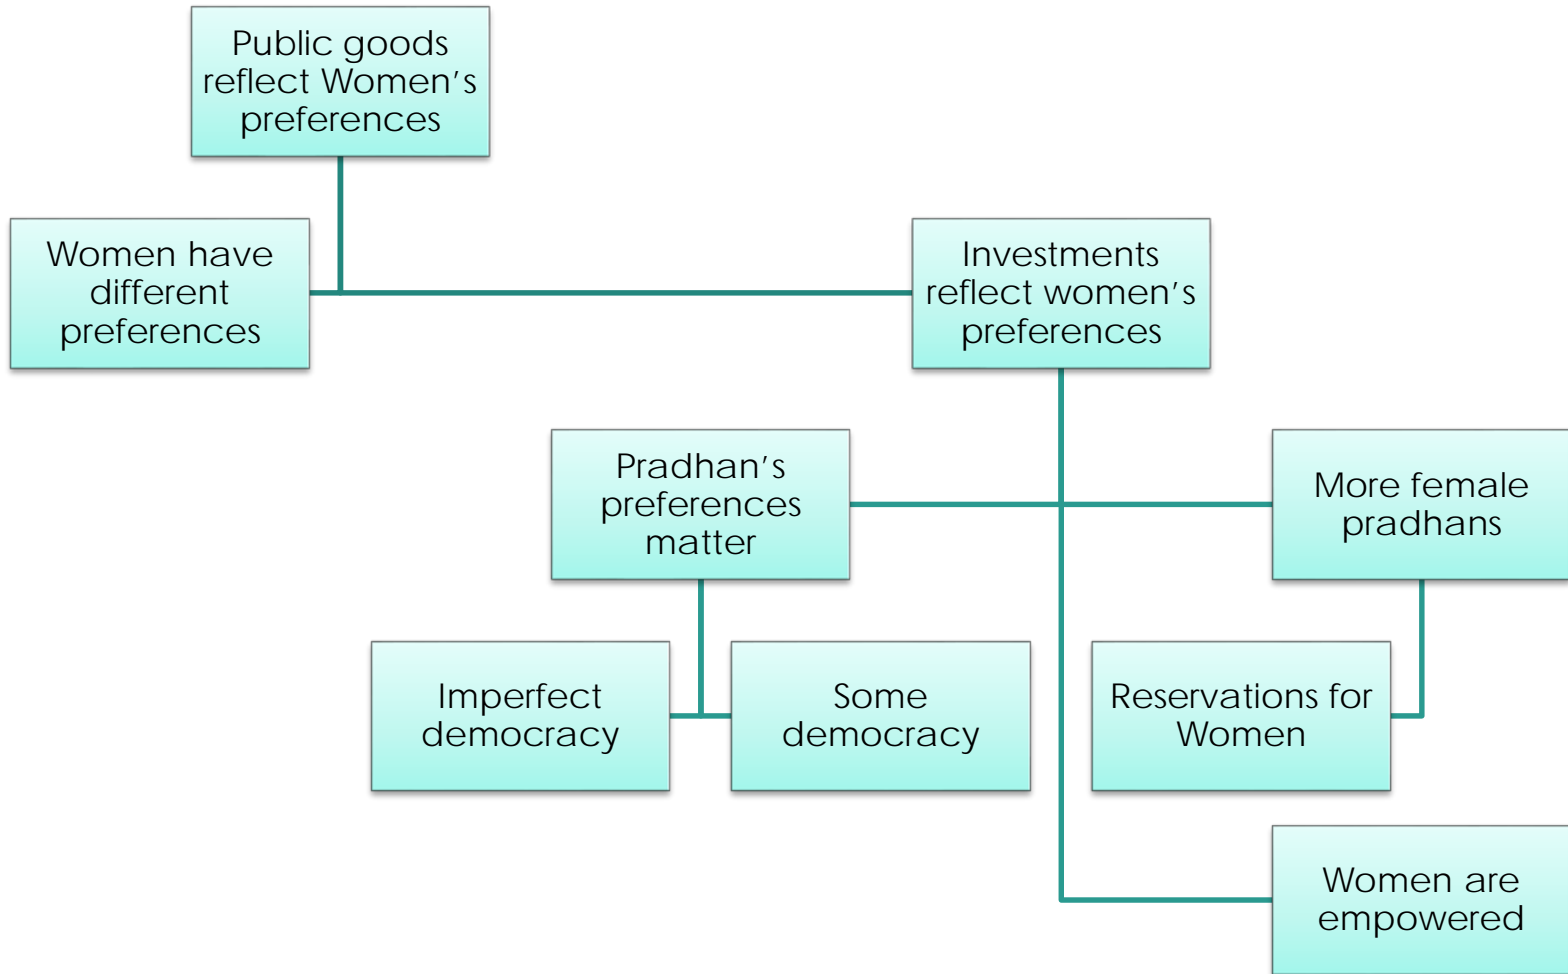 Public goods
reflect Women’s
preferences
Women have
different
preferences
Investments
reflect women’s
preferences
Pradhan’s
preferences
matter
More female
pradhans
Imperfect
democracy
Some
democracy
Reservations for
Women
Women are
empowered